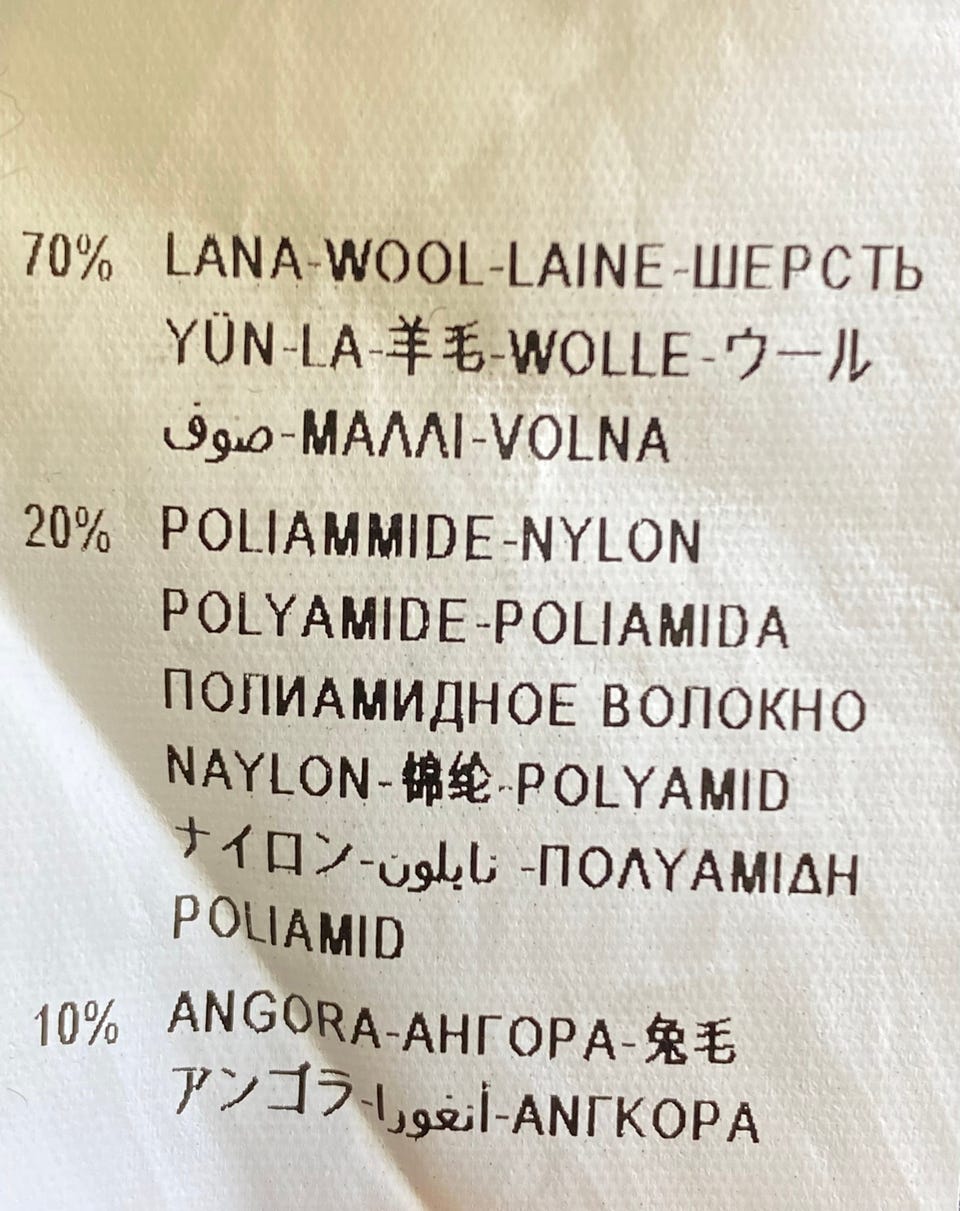 70% LANA-WOOL-LAINE-ШЕРСТЬ
YÜN-LA-羊毛-WOLLE-ウール
صوف-ΜΑΛΛΙ-VOLNA
20% POLIAMMIDE-NYLON
POLYAMIDE-POLIAMIDA
ПОЛИАМИДНОЕ ВОЛОКНО
NAYLON-锦纶-POLYAMID
ナイロン-نايلون -ΠΟΛΥΑΜΙΔΗ
POLIAMID
10% ANGORA-АНГОРА-兔毛
アンゴラ-أنغورا-ΑΝΓΚΟΡΑ